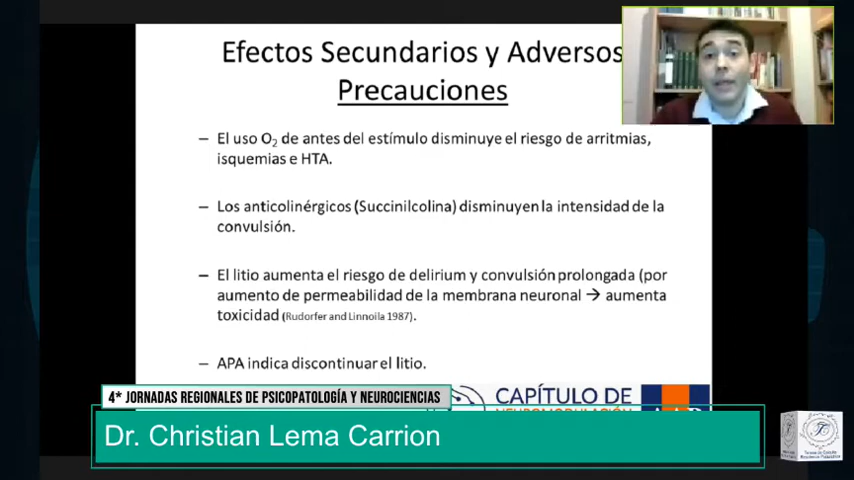 Efectos Secundarios y Adversos
Precauciones
– El uso O₂ de antes del estímulo disminuye el riesgo de arritmias,
isquemias e HTA.
– Los anticolinérgicos (Succinilcolina) disminuyen la intensidad de la
convulsión.
– El litio aumenta el riesgo de delirium y convulsión prolongada (por
aumento de permeabilidad de la membrana neuronal → aumenta
toxicidad (Rudorfer and Linnoila 1987).
– APA indica discontinuar el litio.
CAPÍTULO DE
4* JORNADAS REGIONALES DE PSICOPATOLOGÍA Y NEUROCIENCIAS
Dr. Christian Lema Carrion